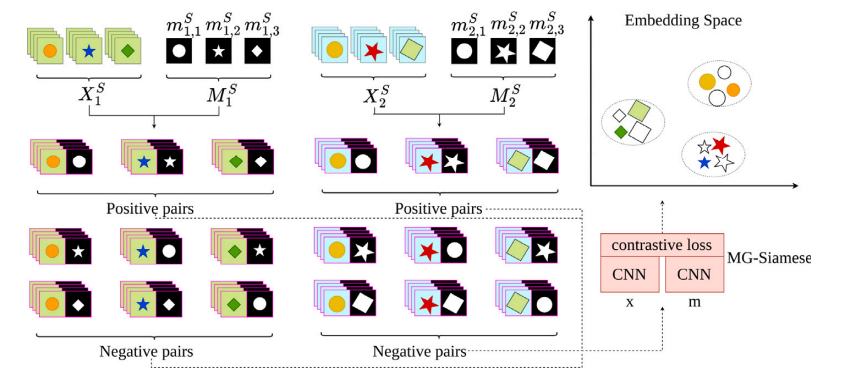 m^S_{1,1} m^S_{1,2} m^S_{1,3}
m^S_{2,1} m^S_{2,2} m^S_{2,3}
Embedding Space
X^S_1
M^S_1
X^S_2
M^S_2
Positive pairs
Positive pairs
contrastive loss
MG-Siamese
CNN
CNN
x
m
Negative pairs
Negative pairs